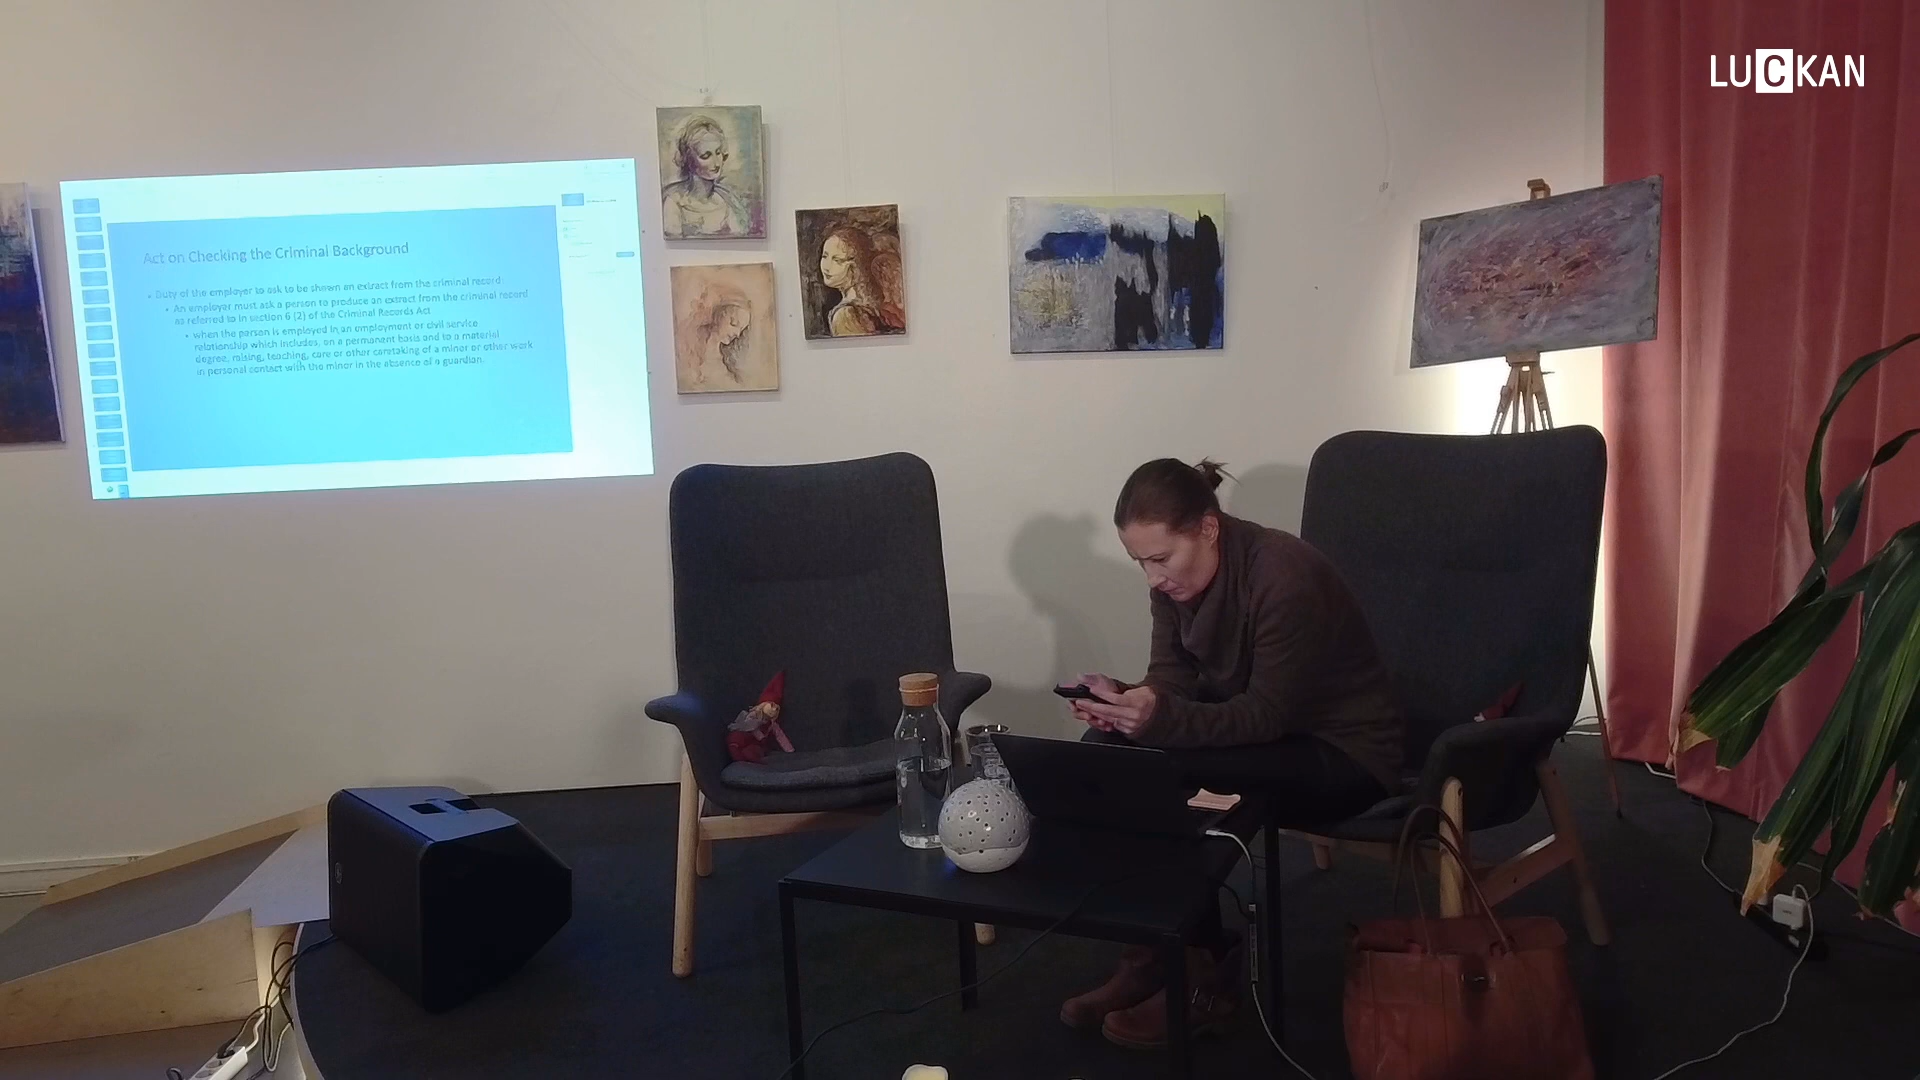 LUCKAN
Act on Checking the Criminal Background
Duty of the employer to ask to be shown an extract from the criminal record
An employer must ask a person to produce an extract from the criminal record
as referred to in section 6 (2) of the Criminal Records Act
when the person is employed in an employment or civil service
relationship which includes, on a permanent basis and to a material
degree, raising, teaching, care or other caretaking of a minor or other work
in personal contact with the minor in the absence of a guardian.